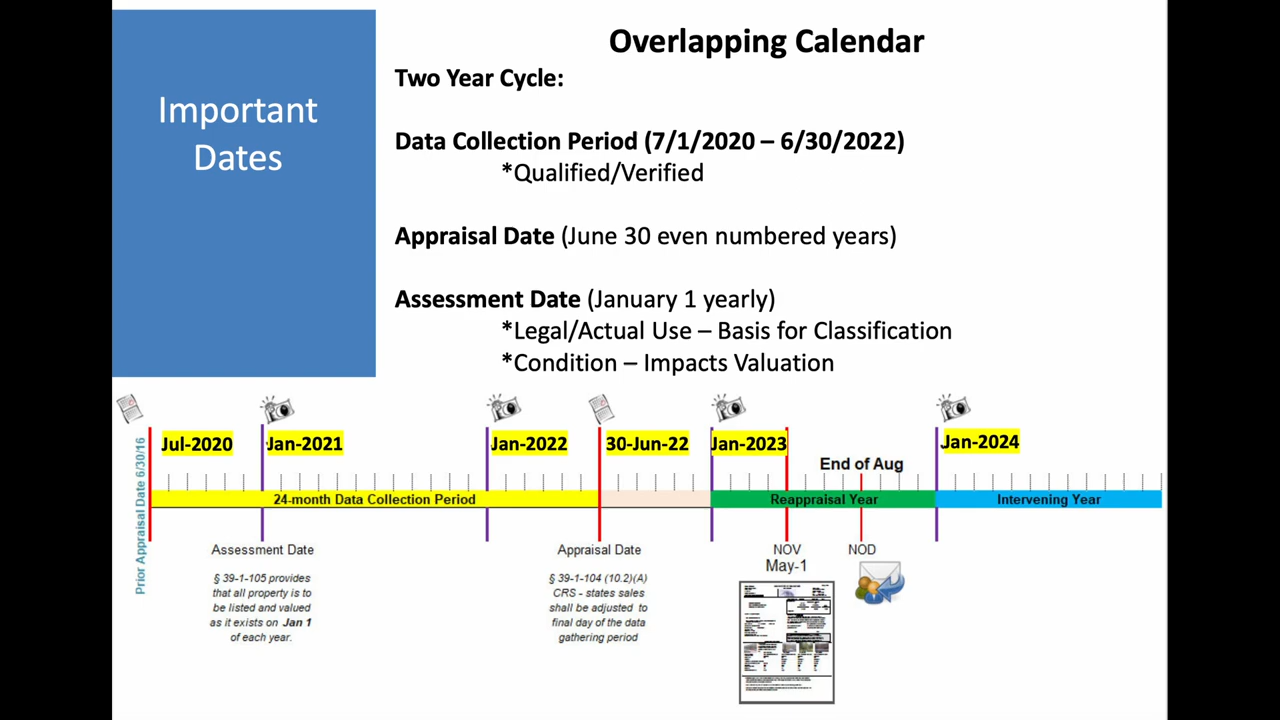 Important
Dates
Overlapping Calendar
Two Year Cycle:
Data Collection Period (7/1/2020 – 6/30/2022)
*Qualified/Verified
Appraisal Date (June 30 even numbered years)
Assessment Date (January 1 yearly)
*Legal/Actual Use – Basis for Classification
*Condition – Impacts Valuation
Prior Appraisal Date 6/30/16
Jul-2020
Jan-2021
Jan-2022
30-Jun-22
Jan-2023
Jan-2024
End of Aug
24-month Data Collection Period
Reappraisal Year
Intervening Year
Assessment Date
§ 39-1-105 provides
that all property is to
be listed and valued
as it exists on Jan 1
of each year.
Appraisal Date
§ 39-1-104 (10.2)(A)
CRS - states sales
shall be adjusted to
final day of the data
gathering period
NOV
May-1
NOD